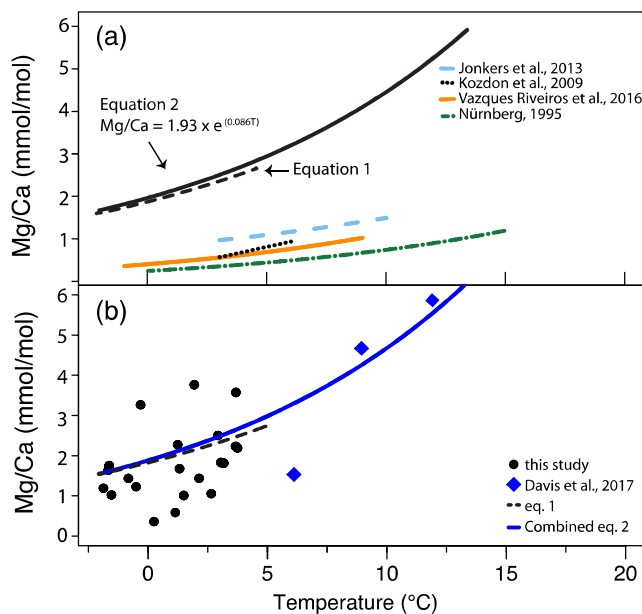 (a)
6
5
4
3
2
1
Mg/Ca (mmol/mol)
Equation 2
Mg/Ca = 1.93 x e(0.086T)
Equation 1
Jonkers et al., 2013
Kozdon et al., 2009
Vazques Riveiros et al., 2016
Nürnberg, 1995
(b)
6
5
4
3
2
1
0
Mg/Ca (mmol/mol)
this study
Davis et al., 2017
eq. 1
Combined eq. 2
0 5 10 15 20
Temperature (°C)